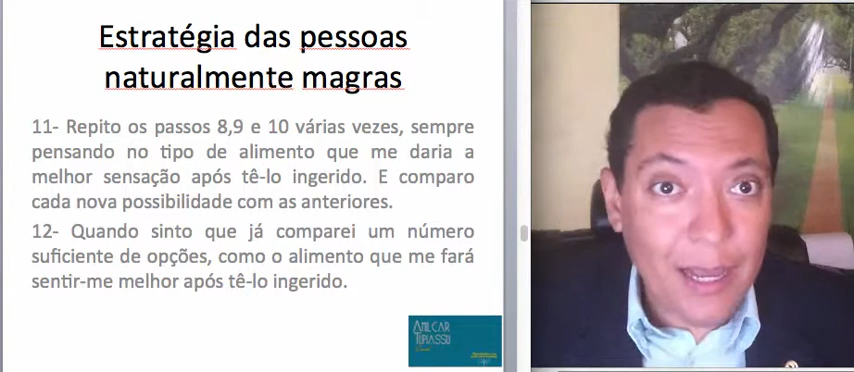 Estratégia das pessoas
naturalmente magras
11- Repito os passos 8,9 e 10 várias vezes, sempre
pensando no tipo de alimento que me daria a
melhor sensação após tê-lo ingerido. E comparo
cada nova possibilidade com as anteriores.
12- Quando sinto que já comparei um número
suficiente de opções, como o alimento que me fará
sentir-me melhor após tê-lo ingerido.
AMILCAR
TUPIASSU